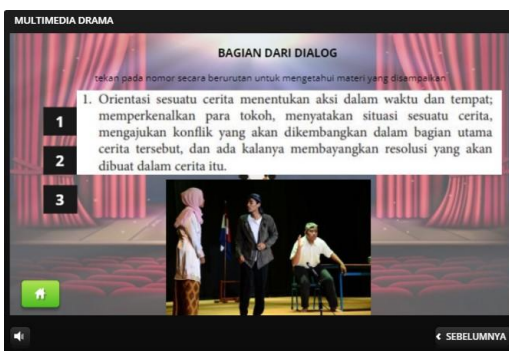 MULTIMEDIA DRAMA
BAGIAN DARI DIALOG
tekan pada nomor secara berurutan untuk mengetahui materi yang disampaikan
1. Orientasi sesuatu cerita menentukan aksi dalam waktu dan tempat;
memperkenalkan para tokoh, menyatakan situasi sesuatu cerita,
mengajukan konflik yang akan dikembangkan dalam bagian utama
cerita tersebut, dan ada kalanya membayangkan resolusi yang akan
dibuat dalam cerita itu.
1
2
3
SEBELUMNYA